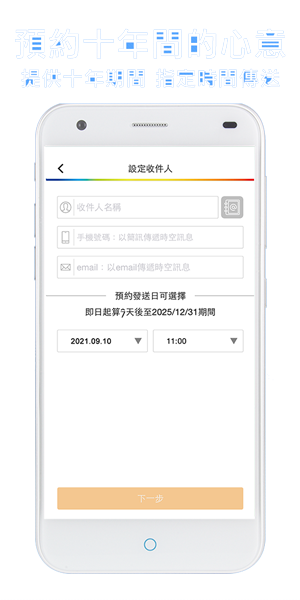 預約十年間的心意
提供十年期間 指定時間傳送
設定收件人
收件人名稱
手機號碼：以簡訊傳遞時空訊息
email：以email傳遞時空訊息
預約發送日可選擇
即日起算7天後至2025/12/31期間
2021.09.10
11:00
下一步